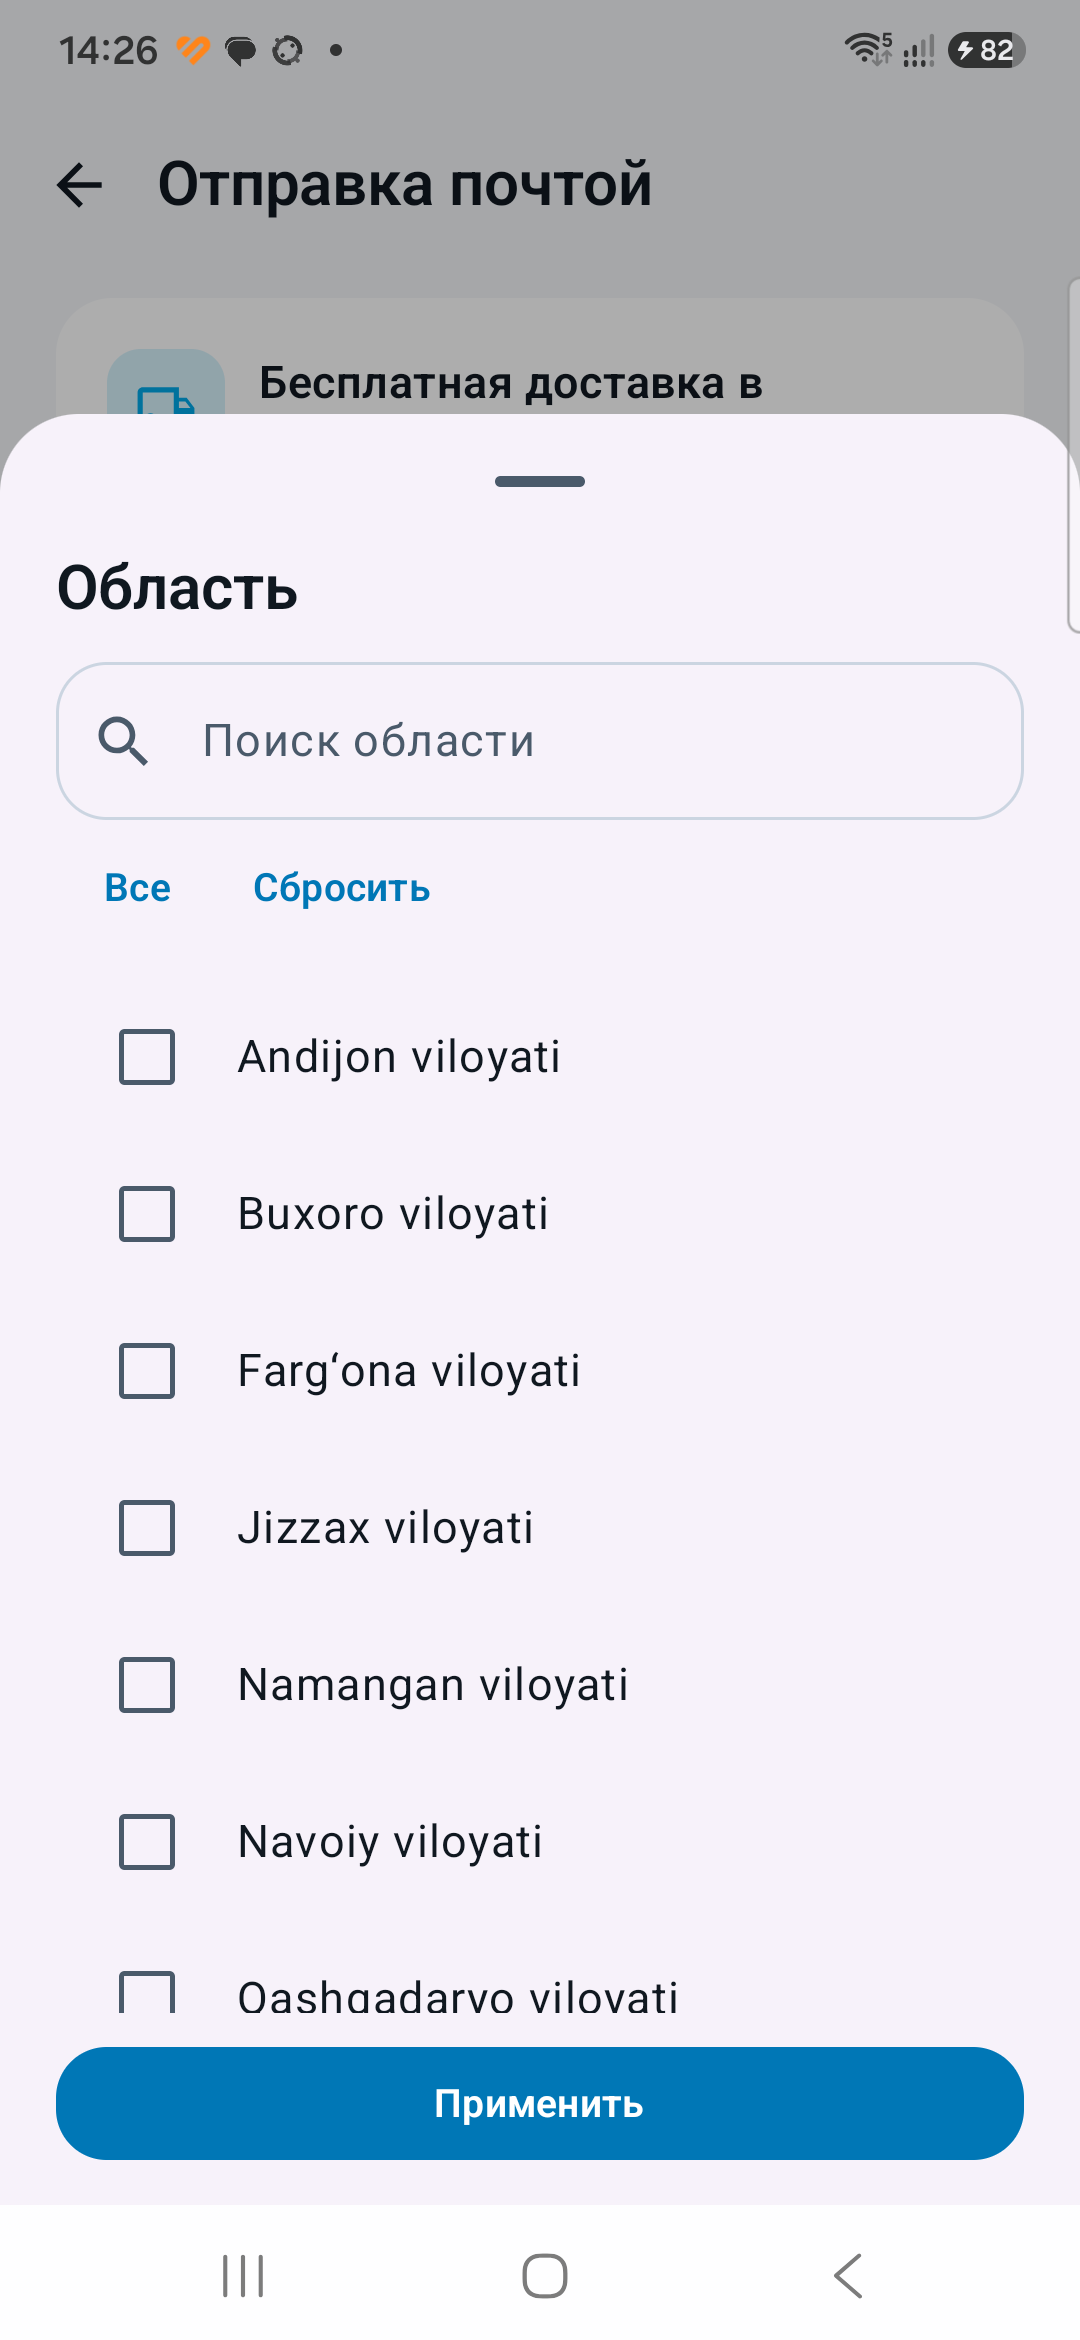 14:26
5
82
Отправка почтой
Бесплатная доставка в
Область
Поиск области
Все Сбросить
Andijon viloyati
Buxoro viloyati
Farg‘ona viloyati
Jizzax viloyati
Namangan viloyati
Navoiy viloyati
Qashqadaryo viloyati
Применить